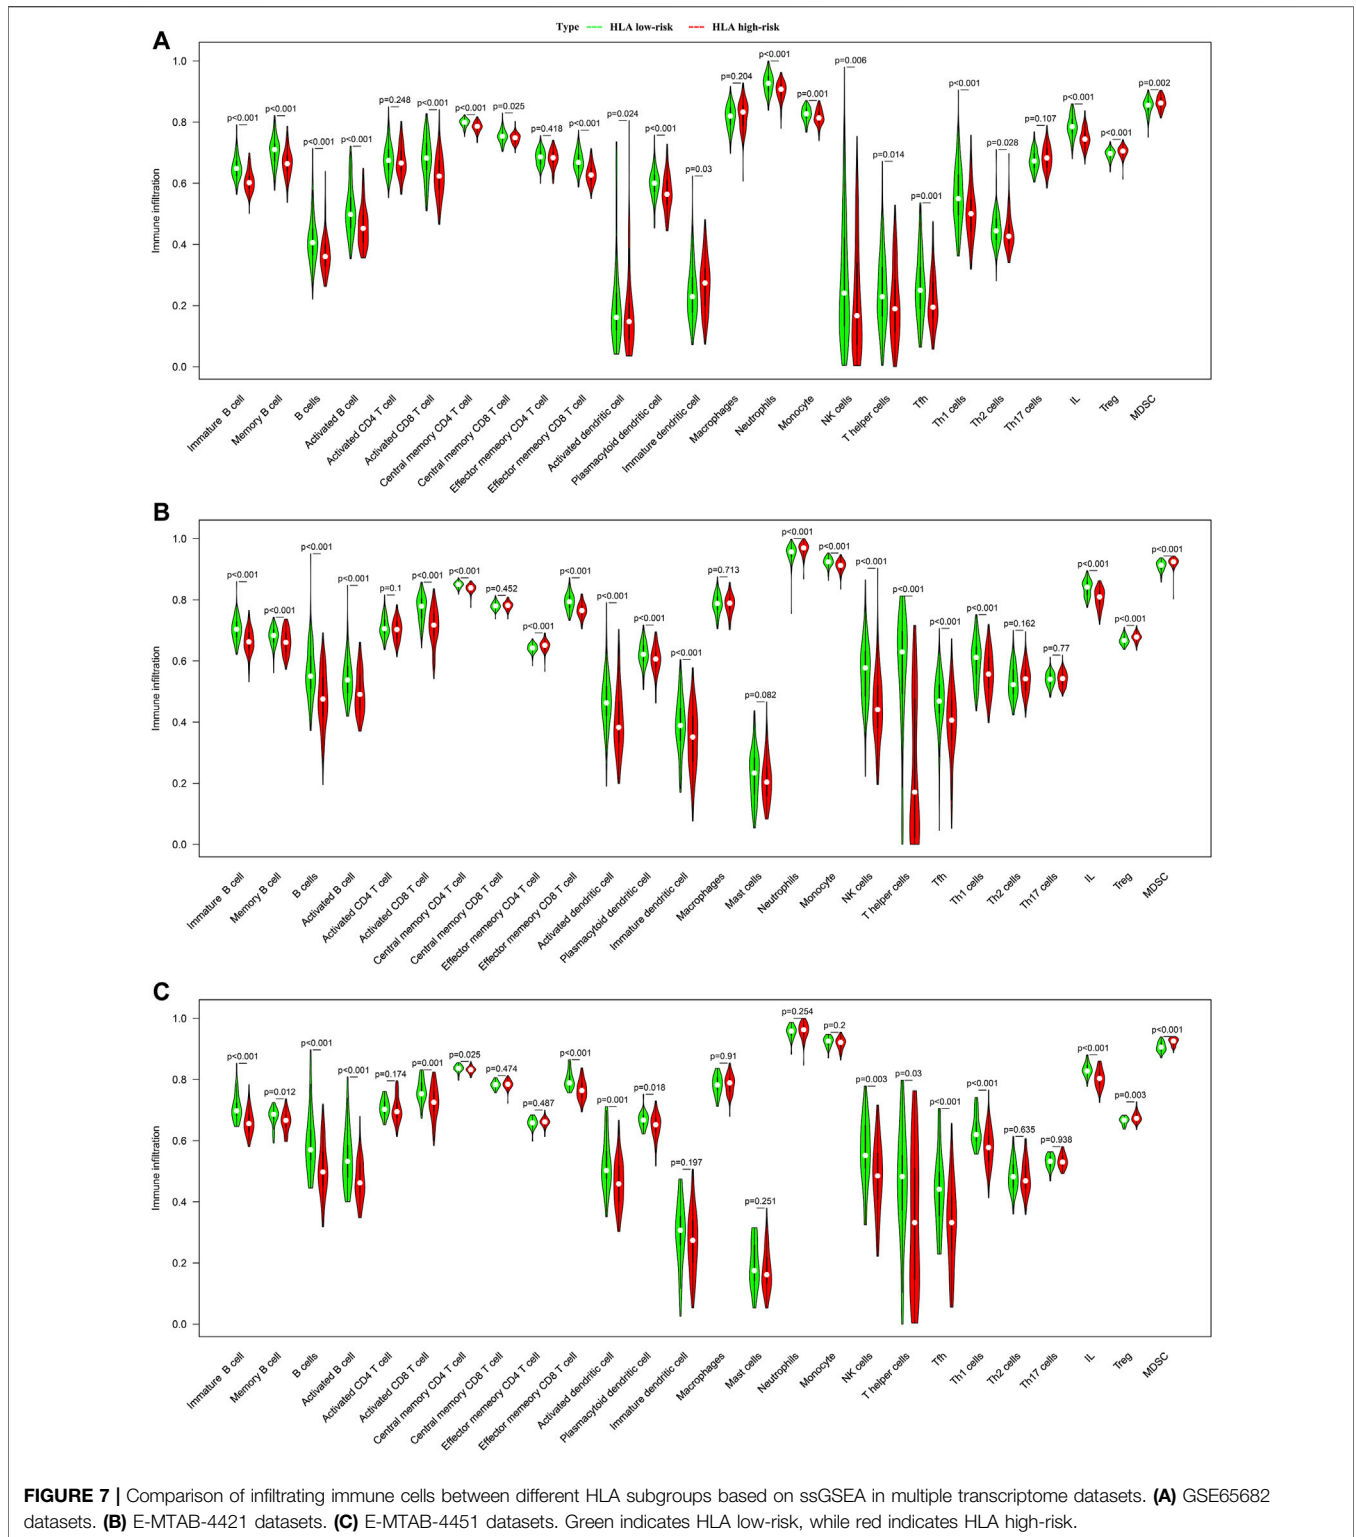 Type HLA low-risk HLA high-risk
A
Immune infiltration
1.0
0.8
0.6
0.4
0.2
0.0
p<0.001
p<0.001
p<0.001
p<0.001
p=0.248
p<0.001
p<0.001
p=0.025
p=0.418
p<0.001
p=0.024
p<0.001
p=0.03
p=0.204
p<0.001
p=0.001
p=0.006
p=0.014
p=0.001
p<0.001
p=0.028
p=0.107
p<0.001
p<0.001
p=0.002
Immature B cell
Memory B cell
B cells
Activated B cell
Activated CD4 T cell
Activated CD8 T cell
Central memory CD4 T cell
Central memory CD8 T cell
Effector memory CD4 T cell
Effector memory CD8 T cell
Activated dendritic cell
Plasmacytoid dendritic cell
Immature dendritic cell
Macrophages
Neutrophils
Monocyte
NK cells
T helper cells
Tfh
Th1 cells
Th2 cells
Th17 cells
IL
Treg
MDSC
B
Immune infiltration
1.0
0.8
0.6
0.4
0.2
0.0
p<0.001
p<0.001
p<0.001
p<0.001
p=0.1
p<0.001
p<0.001
p=0.452
p<0.001
p<0.001
p<0.001
p<0.001
p<0.001
p=0.713
p=0.082
p<0.001
p<0.001
p<0.001
p<0.001
p<0.001
p<0.001
p=0.162
p=0.77
p<0.001
p<0.001
p<0.001
Immature B cell
Memory B cell
B cells
Activated B cell
Activated CD4 T cell
Activated CD8 T cell
Central memory CD4 T cell
Central memory CD8 T cell
Effector memory CD4 T cell
Effector memory CD8 T cell
Activated dendritic cell
Plasmacytoid dendritic cell
Immature dendritic cell
Macrophages
Mast cells
Neutrophils
Monocyte
NK cells
T helper cells
Tfh
Th1 cells
Th2 cells
Th17 cells
IL
Treg
MDSC
C
Immune infiltration
1.0
0.8
0.6
0.4
0.2
0.0
p<0.001
p=0.012
p<0.001
p<0.001
p=0.174
p=0.001
p=0.025
p=0.474
p=0.487
p<0.001
p=0.001
p=0.018
p=0.197
p=0.91
p=0.251
p=0.254
p=0.2
p=0.003
p=0.03
p<0.001
p<0.001
p=0.635
p=0.938
p<0.001
p=0.003
p<0.001
Immature B cell
Memory B cell
B cells
Activated B cell
Activated CD4 T cell
Activated CD8 T cell
Central memory CD4 T cell
Central memory CD8 T cell
Effector memory CD4 T cell
Effector memory CD8 T cell
Activated dendritic cell
Plasmacytoid dendritic cell
Immature dendritic cell
Macrophages
Mast cells
Neutrophils
Monocyte
NK cells
T helper cells
Tfh
Th1 cells
Th2 cells
Th17 cells
IL
Treg
MDSC
FIGURE 7 | Comparison of infiltrating immune cells between different HLA subgroups based on ssGSEA in multiple transcriptome datasets. (A) GSE65682
datasets. (B) E-MTAB-4421 datasets. (C) E-MTAB-4451 datasets. Green indicates HLA low-risk, while red indicates HLA high-risk.